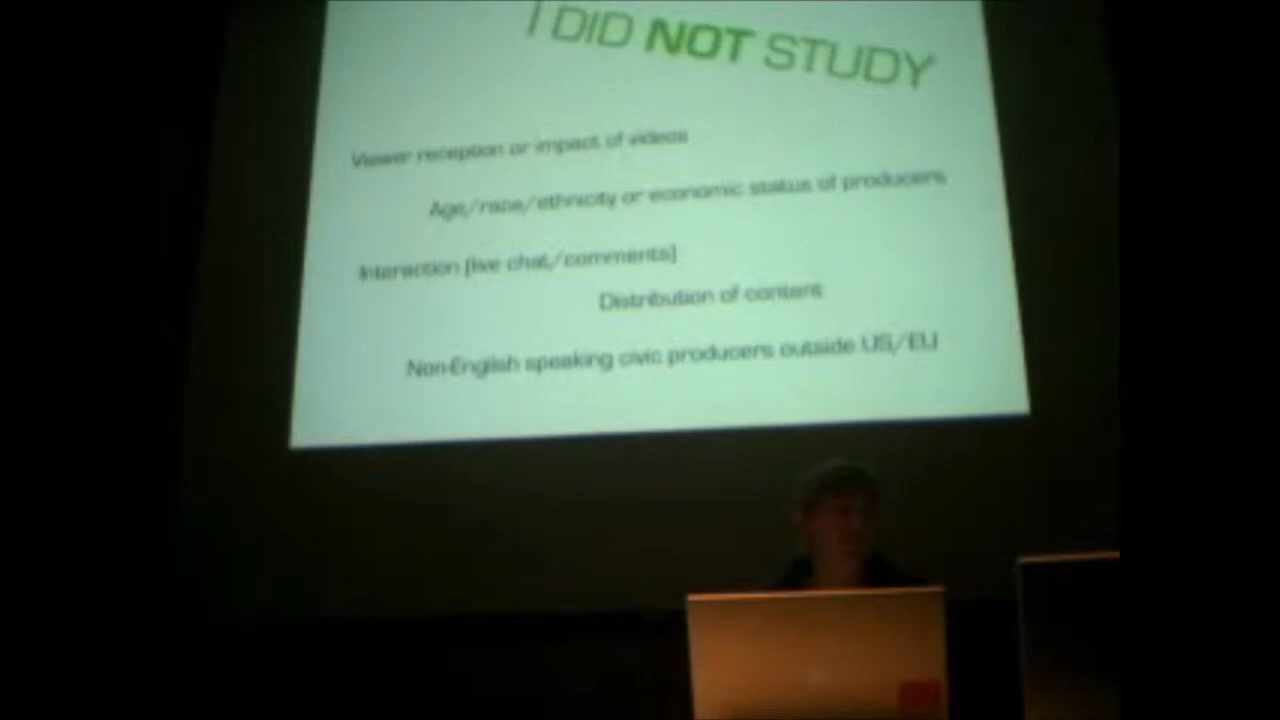 I DID NOT STUDY
Viewer reception or impact of videos
Age/race/ethnicity or economic status of producers
Interaction [live chat/comments]
Distribution of content
Non-English speaking civic producers outside US/EU